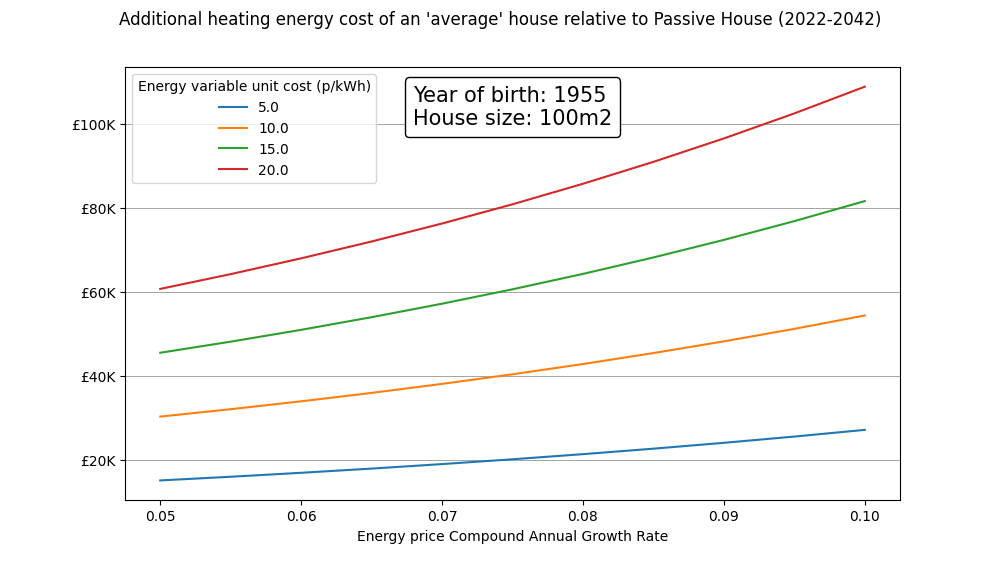 Additional heating energy cost of an 'average' house relative to Passive House (2022-2042)
Energy variable unit cost (p/kWh)
5.0
10.0
15.0
20.0
Year of birth: 1955
House size: 100m2
£100K
£80K
£60K
£40K
£20K
0.05 0.06 0.07 0.08 0.09 0.10
Energy price Compound Annual Growth Rate